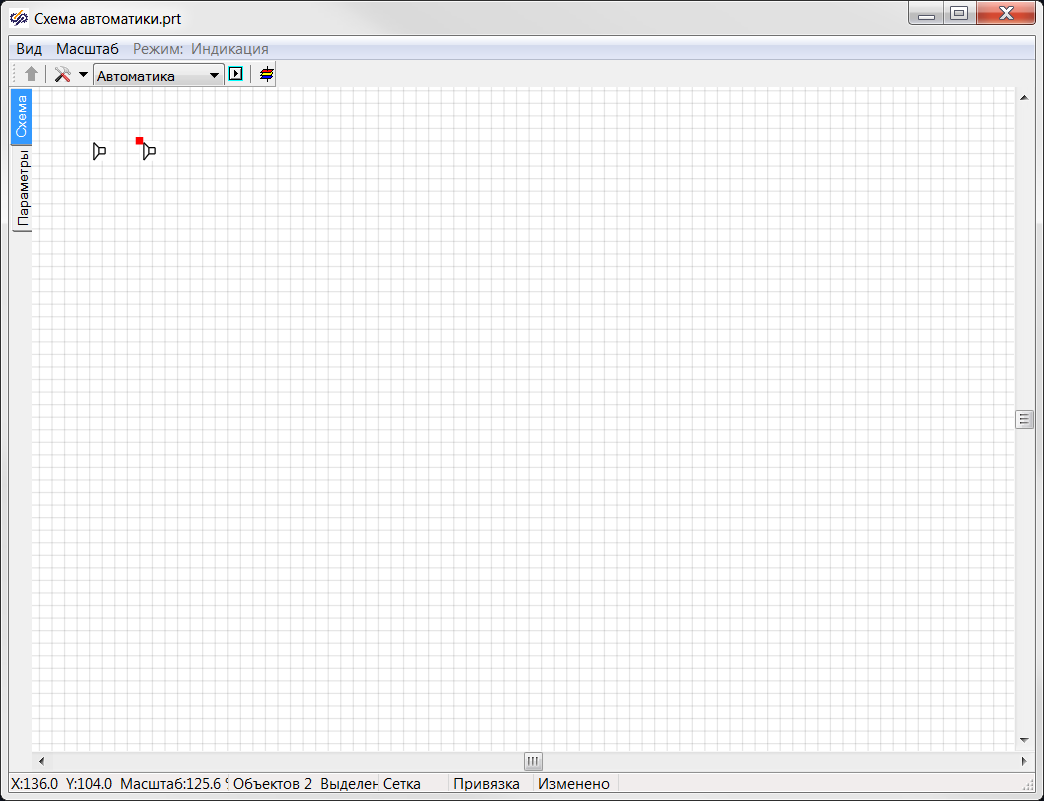 Схема автоматики.prt
Вид Масштаб Режим: Индикация
Автоматика
Схема
Параметры
X:136.0 Y:104.0 Масштаб:125.6 Объектов 2 Выделен Сетка Привязка Изменено